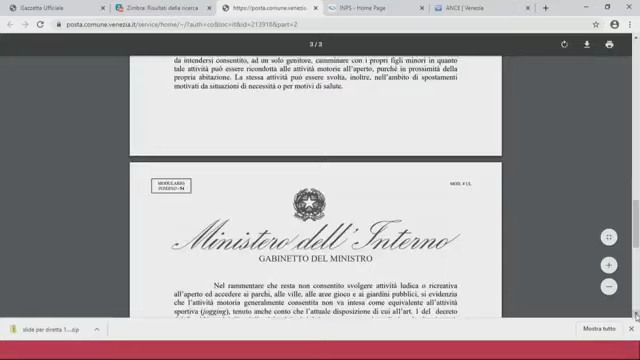 Gazzetta Ufficiale
Zimbra: Risultati della ricerca
https://posta.comune.venezia.it/
INPS - Home Page
ANCE | Venezia
posta.comune.venezia.it/service/home/~/?auth=co&loc=it&id=213918&part=2
3 / 3
da intendersi consentito, ad un solo genitore, camminare con i propri figli minori in quanto
tale attività può essere ricondotta alle attività motorie all'aperto, purché in prossimità della
propria abitazione. La stessa attività può essere svolta, inoltre, nell'ambito di spostamenti
motivati da situazioni di necessità o per motivi di salute.
MODULARIO
INTERNO - 54
MOD. 4 UL
Ministero dell'Interno
GABINETTO DEL MINISTRO
Nel rammentare che resta non consentito svolgere attività ludica o ricreativa
all'aperto ed accedere si parchi, alle ville, alle arze gioco e ai giardini pubblici, si evidenzia
che l'attività motoria generalmente consentita non va intesa come equivalente all'attività
sportiva (jogging), tenuto anche conto che l'attuale disposizione di cui all'art. 1 del decreto
slide per diretta 1....zip
Mostra tutto